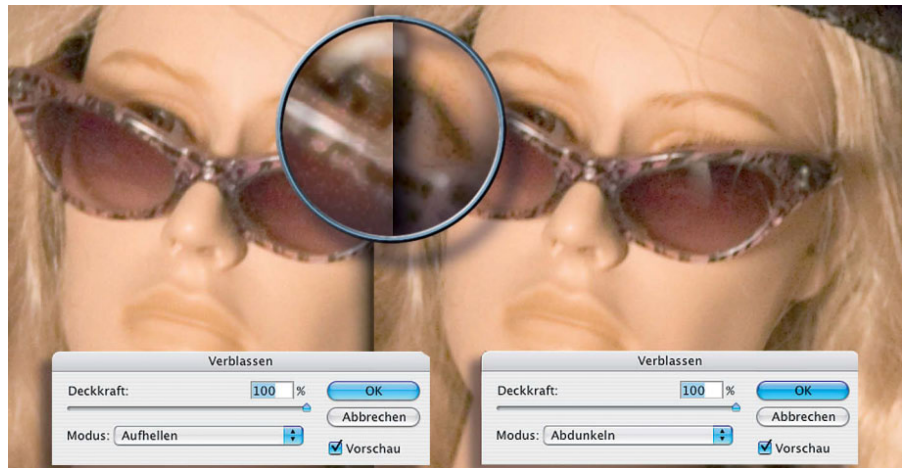 Verblassen
Deckkraft: 100 % OK
Abbrechen
Modus: Aufhellen
Vorschau
Verblassen
Deckkraft: 100 % OK
Abbrechen
Modus: Abdunkeln
Vorschau